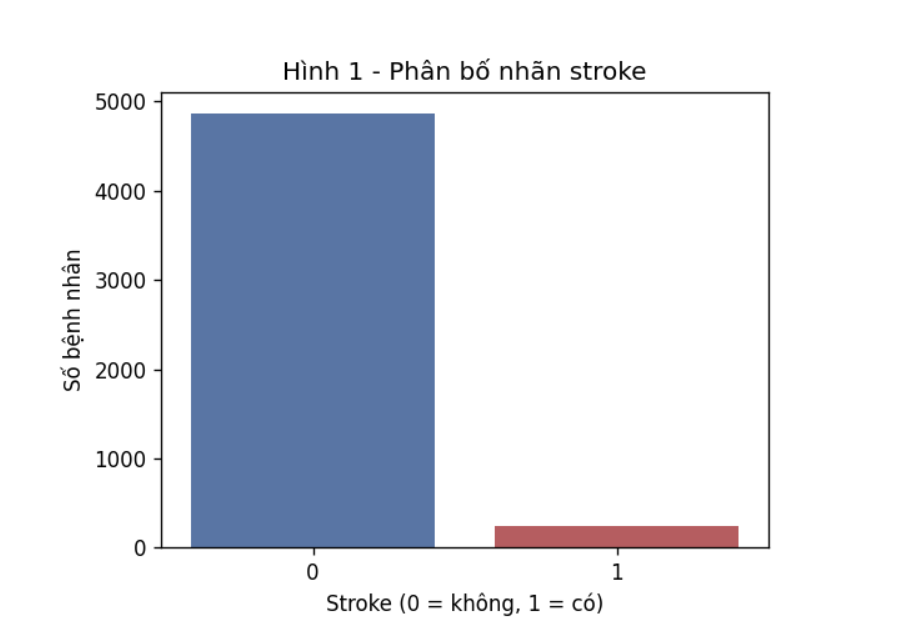 Hình 1 - Phân bố nhãn stroke
5000
4000
3000
2000
1000
0
Số bệnh nhân
0 1
Stroke (0 = không, 1 = có)